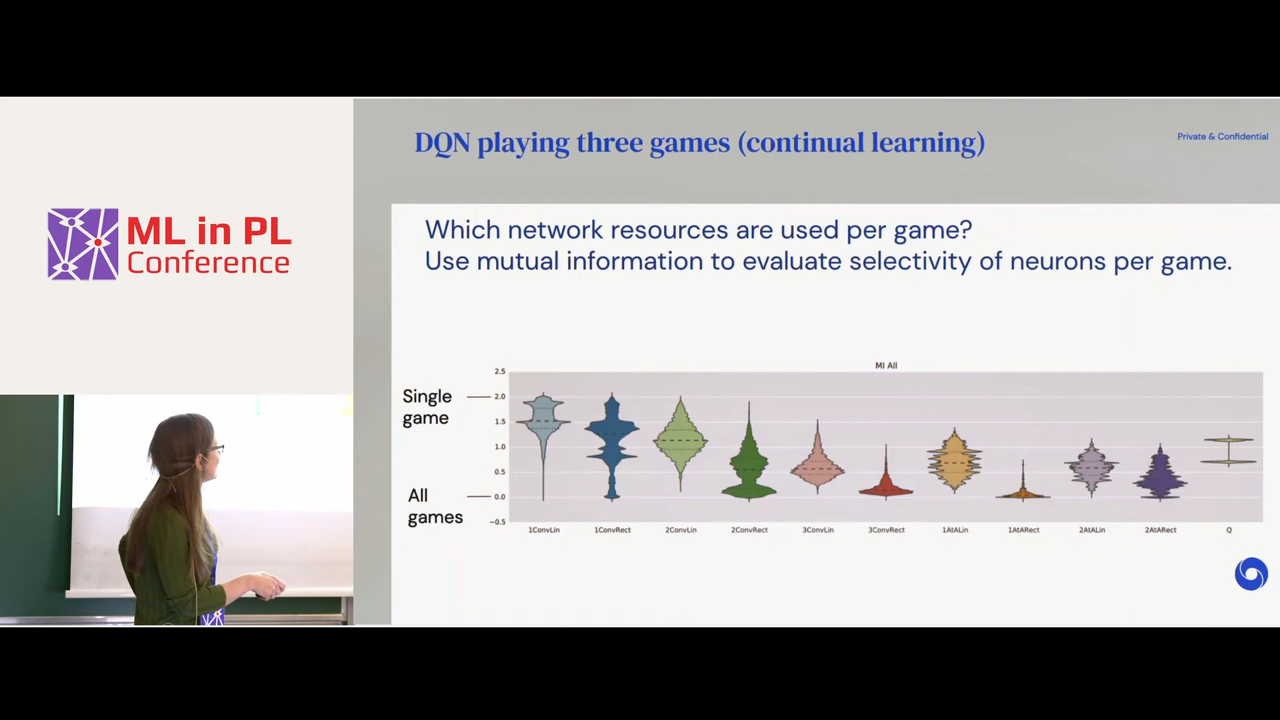 DQN playing three games (continual learning)
Private & Confidential
ML in PL
Conference
Which network resources are used per game?
Use mutual information to evaluate selectivity of neurons per game.
MI All
Single
game
All
games
2.5
2.0
1.5
1.0
0.5
0.0
−0.5
1ConvLin 1ConvRect 2ConvLin 2ConvRect 3ConvLin 3ConvRect 1AtALin 1AtARect 2AtALin 2AtARect Q